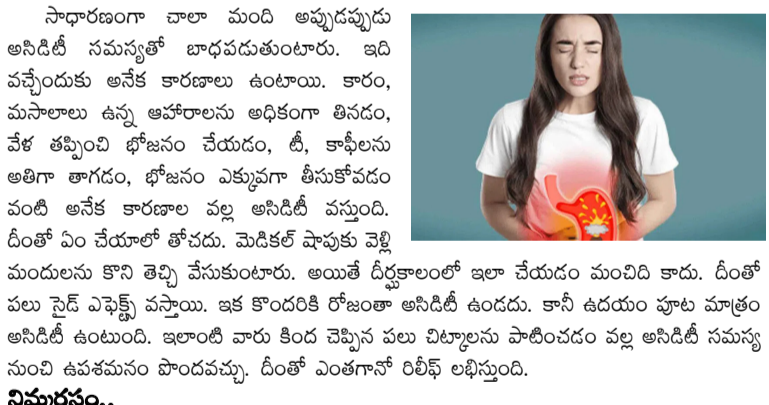 సాధారణంగా చాలా మంది అప్పుడప్పుడు
అసిడిటీ సమస్యతో బాధపడుతుంటారు. ఇది
వచ్చేందుకు అనేక కారణాలు ఉంటాయి. కారం,
మసాలాలు ఉన్న ఆహారాలను అధికంగా తినడం,
వేళ తప్పించి భోజనం చేయడం, టీ, కాఫీలను
అతిగా తాగడం, భోజనం ఎక్కువగా తీసుకోవడం
వంటి అనేక కారణాల వల్ల అసిడిటీ వస్తుంది.
దీంతో ఏం చేయాలో తోచదు. మెడికల్ షాపుకు వెళ్లి
మందులను కొని తెచ్చి వేసుకుంటారు. అయితే దీర్ఘకాలంలో ఇలా చేయడం మంచిది కాదు. దీంతో
పలు సైడ్ ఎఫెక్ట్స్ వస్తాయి. ఇక కొందరికి రోజంతా అసిడిటీ ఉండదు. కానీ ఉదయం పూట మాత్రం
అసిడిటీ ఉంటుంది. ఇలాంటి వారు కింద చెప్పిన పలు చిట్కాలను పాటించడం వల్ల అసిడిటీ సమస్య
నుంచి ఉపశమనం పొందవచ్చు. దీంతో ఎంతగానో రిలీఫ్ లభిస్తుంది.
నిమ్మరసం..